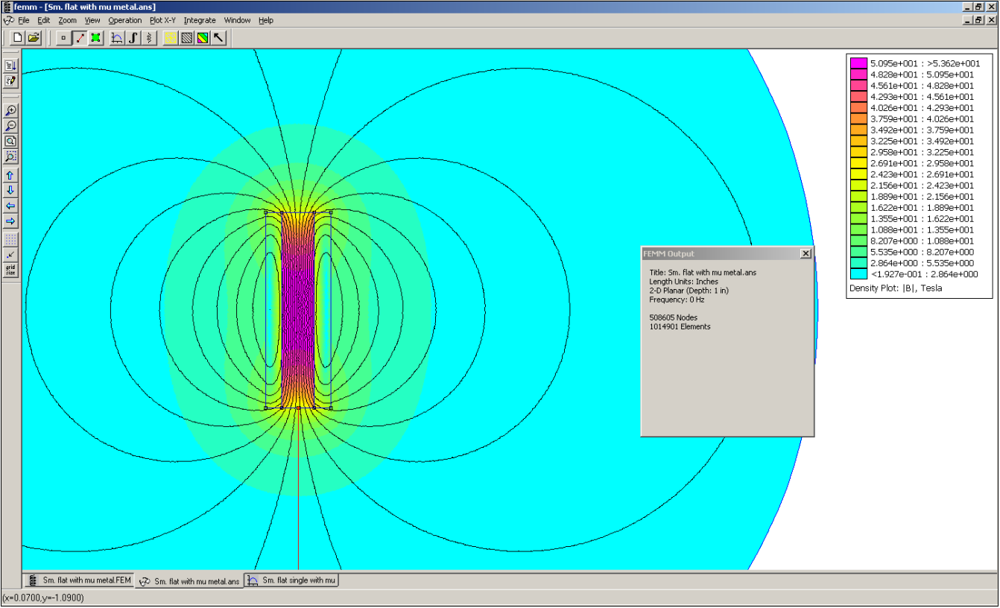 femm - [Sm. flat with mu metal.ans]
File Edit Zoom View Operation Plot X-Y Integrate Window Help
grid
size
5.095e+001 : >5.362e+001
4.828e+001 : 5.095e+001
4.561e+001 : 4.828e+001
4.293e+001 : 4.561e+001
4.026e+001 : 4.293e+001
3.759e+001 : 4.026e+001
3.492e+001 : 3.759e+001
3.225e+001 : 3.492e+001
2.958e+001 : 3.225e+001
2.691e+001 : 2.958e+001
2.423e+001 : 2.691e+001
2.156e+001 : 2.423e+001
1.889e+001 : 2.156e+001
1.622e+001 : 1.889e+001
1.355e+001 : 1.622e+001
1.088e+001 : 1.355e+001
8.207e+000 : 1.088e+001
5.535e+000 : 8.207e+000
2.864e+000 : 5.535e+000
<1.927e-001 : 2.864e+000
Density Plot: |B|, Tesla
FEMM Output
Title: Sm. flat with mu metal.ans
Length Units: Inches
2-D Planar (Depth: 1 in)
Frequency: 0 Hz
508605 Nodes
1014901 Elements
Sm. flat with mu metal.FEM
Sm. flat with mu metal.ans
Sm. flat single with mu
(x=0.0700,y=-1.0900)